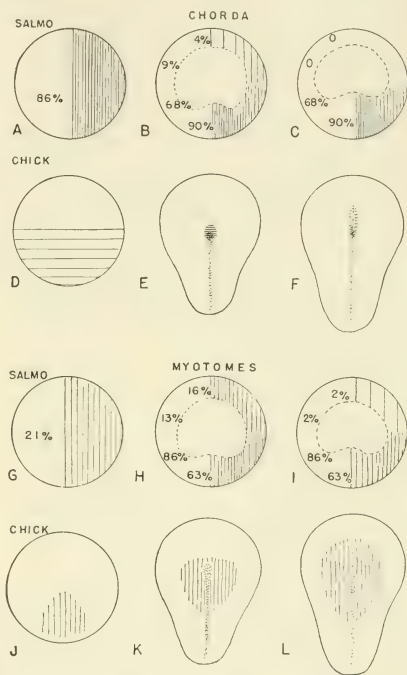 CHORDA
SALMO
86%
A
4%
9%
68%
90%
B
0
0
68%
90%
C
CHICK
D
E
F
MYOTOMES
SALMO
21%
G
16%
13%
86%
63%
H
2%
2%
86%
63%
I
CHICK
J
K
L